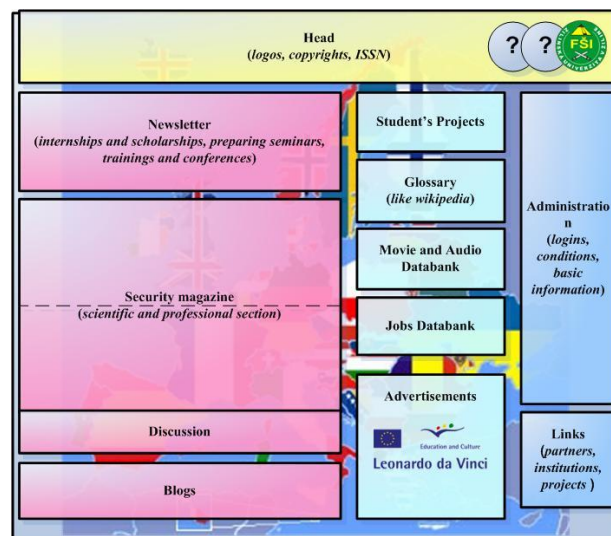 Head
(logos, copyrights, ISSN)
?
?
FŠI
Newsletter
(internships and scholarships, preparing seminars,
trainings and conferences)
Security magazine
(scientific and professional section)
Discussion
Blogs
Student's Projects
Glossary
(like wikipedia)
Movie and Audio
Databank
Jobs Databank
Advertisements
Education and Culture
Leonardo da Vinci
Administratio
n
(logins,
conditions,
basic
information)
Links
(partners,
institutions,
projects )